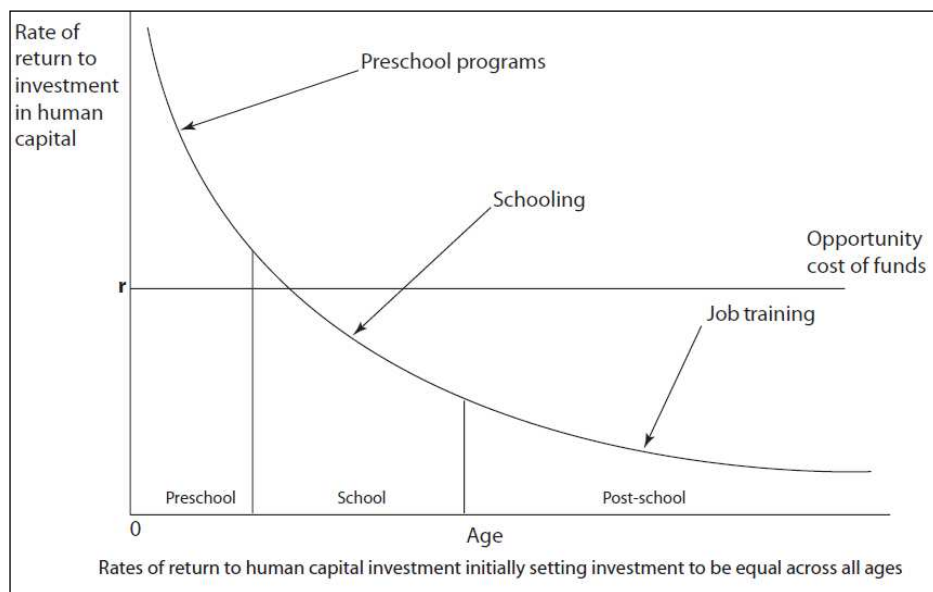 Rate of
return to
investment
in human
capital
Preschool programs
Schooling
Opportunity
cost of funds
r
Job training
Preschool
School
Post-school
0
Age
Rates of return to human capital investment initially setting investment to be equal across all ages